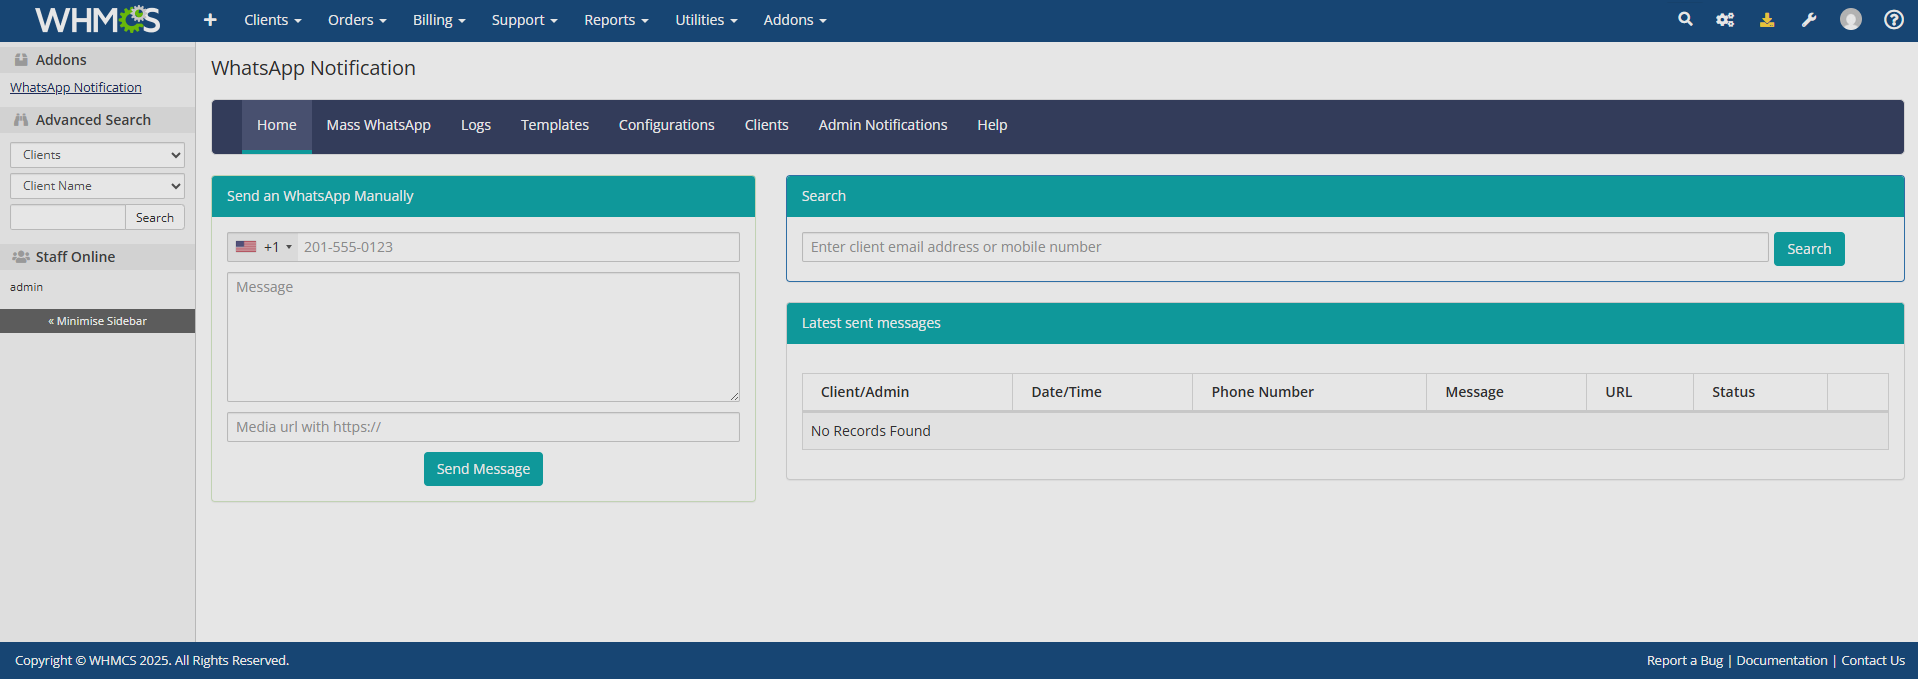 WHMCS
Clients
Orders
Billing
Support
Reports
Utilities
Addons
Addons
WhatsApp Notification
Advanced Search
Clients
Client Name
Search
Staff Online
admin
« Minimise Sidebar
WhatsApp Notification
Home
Mass WhatsApp
Logs
Templates
Configurations
Clients
Admin Notifications
Help
Send an WhatsApp Manually
+1
201-555-0123
Message
Media url with https://
Send Message
Search
Enter client email address or mobile number
Search
Latest sent messages
Client/Admin
Date/Time
Phone Number
Message
URL
Status
No Records Found
Copyright © WHMCS 2025. All Rights Reserved.
Report a Bug | Documentation | Contact Us